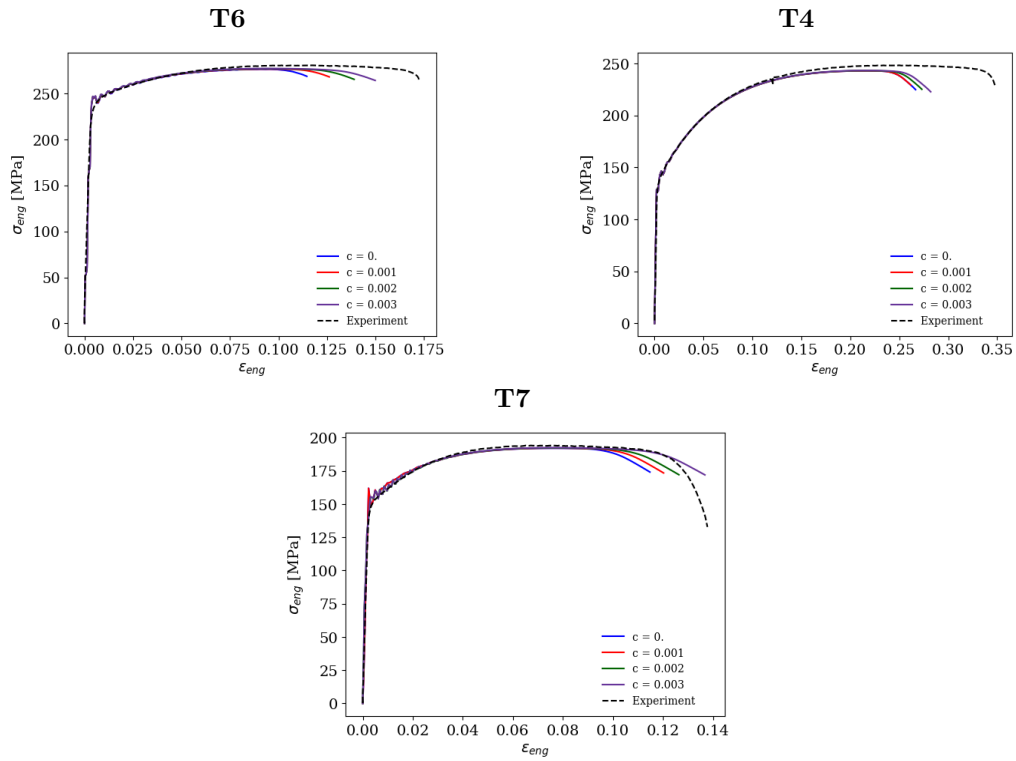 T6
T4
250
200
150
100
50
0
σeng [MPa]
c = 0.
c = 0.001
c = 0.002
c = 0.003
Experiment
0.000 0.025 0.050 0.075 0.100 0.125 0.150 0.175
εeng
250
200
150
100
50
0
σeng [MPa]
c = 0.
c = 0.001
c = 0.002
c = 0.003
Experiment
0.00 0.05 0.10 0.15 0.20 0.25 0.30 0.35
εeng
T7
200
175
150
125
100
75
50
25
0
σeng [MPa]
c = 0.
c = 0.001
c = 0.002
c = 0.003
Experiment
0.00 0.02 0.04 0.06 0.08 0.10 0.12 0.14
εeng